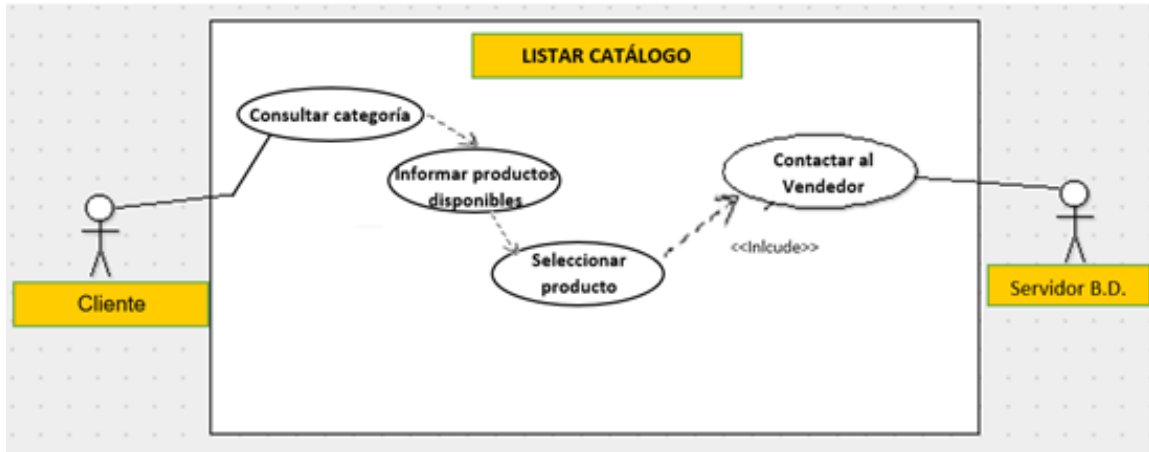 LISTAR CATÁLOGO
Consultar categoría
Informar productos
disponibles
Contactar al
Vendedor
<<Inlcude>>
Seleccionar
producto
Cliente
Servidor B.D.